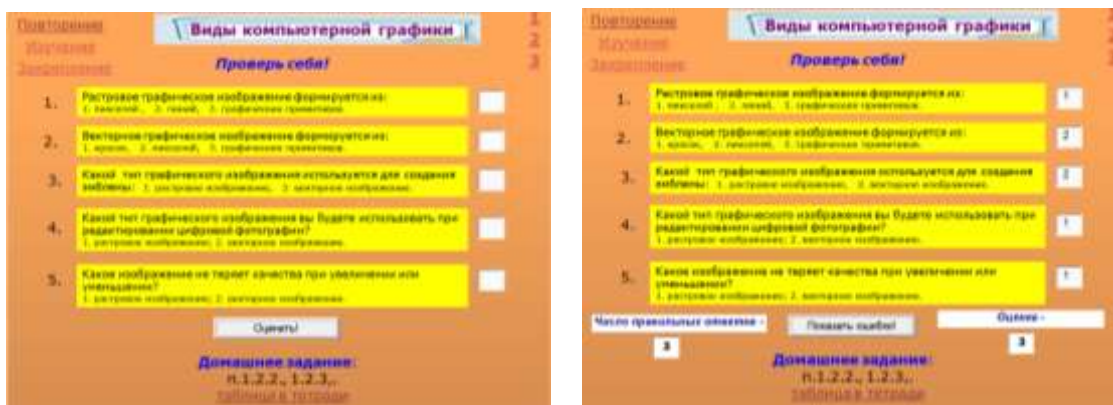 Повторение
Изучение
Закрепление
Виды компьютерной графики
1
2
3
Проверь себя!
1. Растровое графическое изображение формируется из:
1. пикселей, 2. линий, 3. графических примитивов.
2. Векторное графическое изображение формируется из:
1. красок, 2. пикселей, 3. графических примитивов.
3. Какой тип графического изображения используется для создания
эмблемы: 1. растровое изображение, 2. векторное изображение.
4. Какой тип графического изображения вы будете использовать при
редактировании цифровой фотографии?
1. растровое изображение; 2. векторное изображение.
5. Какое изображение не теряет качества при увеличении или
уменьшении?
1. растровое изображение; 2. векторное изображение.
Оценить!
Домашнее задание:
п.1.2.2., 1.2.3,.
таблица в тетради
Повторение
Изучение
Закрепление
Виды компьютерной графики
Проверь себя!
1. Растровое графическое изображение формируется из:
1. пикселей, 2. линий, 3. графических примитивов.
1
2. Векторное графическое изображение формируется из:
1. красок, 2. пикселей, 3. графических примитивов.
2
3. Какой тип графического изображения используется для создания
эмблемы: 1. растровое изображение, 2. векторное изображение.
2
4. Какой тип графического изображения вы будете использовать при
редактировании цифровой фотографии?
1. растровое изображение; 2. векторное изображение.
1
5. Какое изображение не теряет качества при увеличении или
уменьшении?
1. растровое изображение; 2. векторное изображение.
1
Число правильных ответов -
3
Показать ошибки!
Оценка -
3
Домашнее задание:
п.1.2.2., 1.2.3,.
таблица в тетради